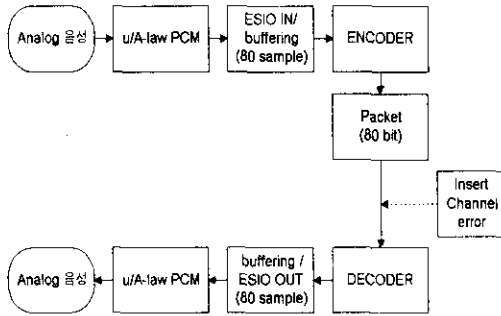 Analog 음성
u/A-law PCM
ESIO IN/
buffering
(80 sample)
ENCODER
Packet
(80 bit)
Insert
Channel
error
Analog 음성
u/A-law PCM
buffering /
ESIO OUT
(80 sample)
DECODER